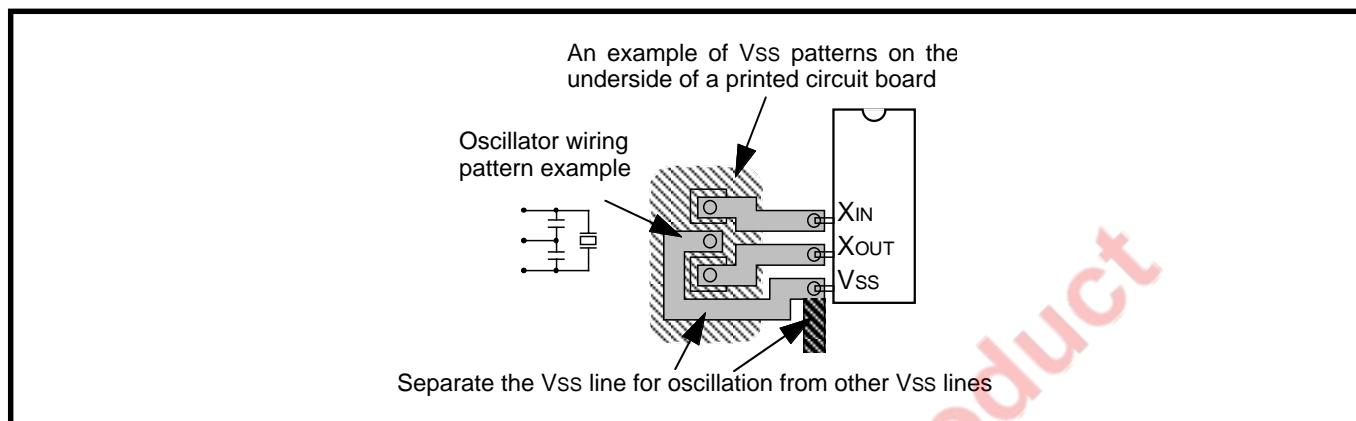 An example of VSS patterns on the
underside of a printed circuit board
Oscillator wiring
pattern example
XIN
XOUT
VSS
Separate the VSS line for oscillation from other VSS lines